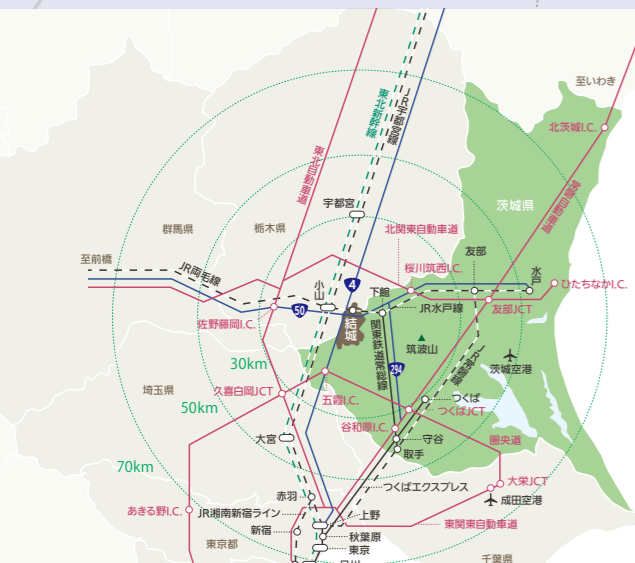 至いわき
北茨城I.C.
JR宇都宮線
東北新幹線
東北自動車道
常磐自動車道
茨城県
宇都宮
群馬県
栃木県
北関東自動車道
友部
至前橋
JR両毛線
桜川筑西I.C.
水戸
ひたちなかI.C.
小山
4
下館
50
JR水戸線
友部JCT
佐野藤岡I.C.
結城
関東鉄道常総線
筑波山
JR常磐線
茨城空港
30km
294
埼玉県
久喜白岡JCT
五霞I.C.
つくば
つくばJCT
50km
谷和原I.C.
大宮
守谷
圏央道
取手
70km
つくばエクスプレス
大栄JCT
赤羽
成田空港
あきる野I.C.
JR湘南新宿ライン
上野
新宿
東関東自動車道
秋葉原
東京都
東京
千葉県
品川